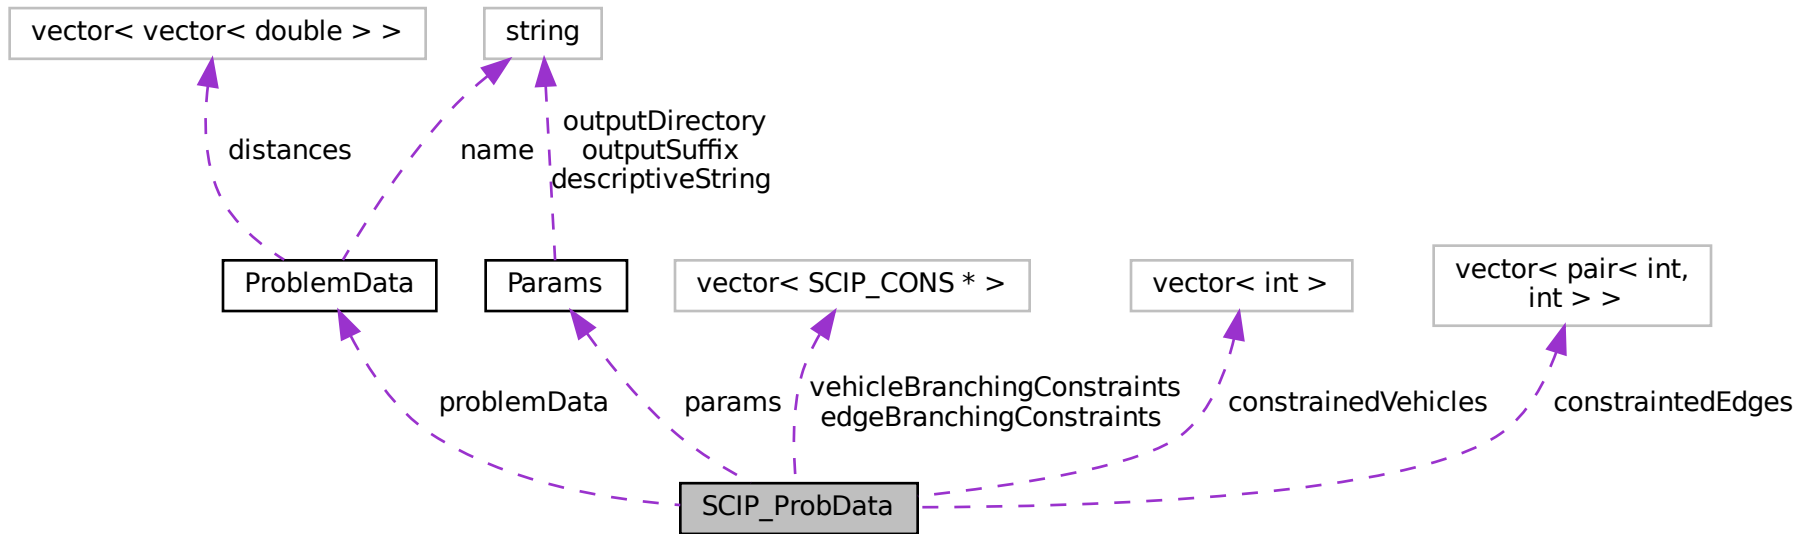 vector< vector< double > >
string
outputDirectory
distances
name
outputSuffix
descriptiveString
ProblemData
Params
vector< SCIP_CONS * >
vector< int >
vector< pair< int,
int > >
problemData
params
vehicleBranchingConstraints
edgeBranchingConstraints
constrainedVehicles
constraintedEdges
SCIP_ProbData